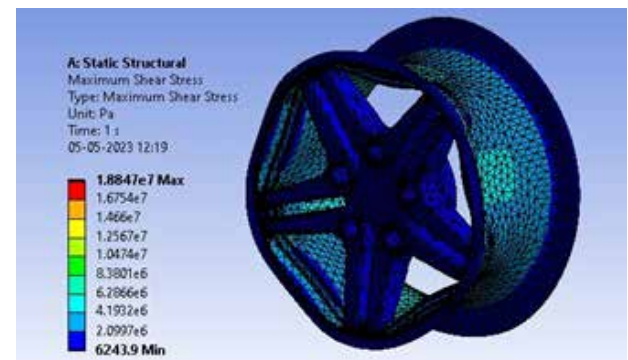 A: Static Structural
Maximum Shear Stress
Type: Maximum Shear Stress
Unit: Pa
Time: 1 s
05-05-2023 12:19
1.8847e7 Max
1.6754e7
1.466e7
1.2567e7
1.0474e7
8.3801e6
6.2866e6
4.1932e6
2.0997e6
6243.9 Min